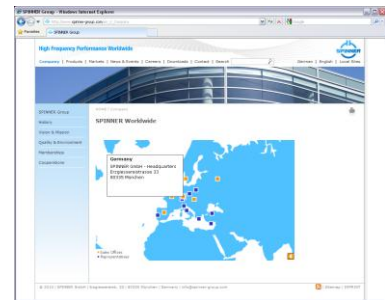 SPINNER Group - Windows Internet Explorer
Favorites
SPINNER Group
High Frequency Performance Worldwide
SPINNER
Company | Products | Markets | News & Events | Careers | Downloads | Contact | Search
German | English | Local Sites
SPINNER Group
History
Vision & Mission
Quality & Environment
Memberships
Cooperations
SPINNER Worldwide
Germany
SPINNER GmbH - Headquarters
Erzgiessereistrasse 33
80335 München
Sales Offices
Representatives